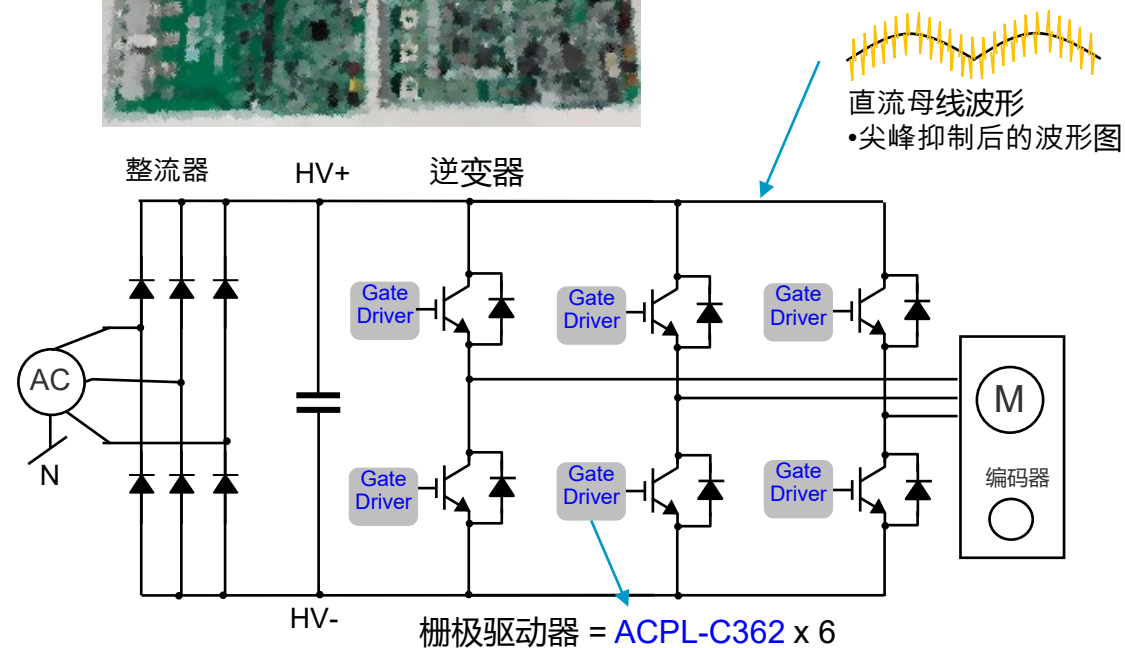 直流母线波形
•尖峰抑制后的波形图
整流器
HV+
逆变器
Gate
Driver
Gate
Driver
Gate
Driver
AC
M
N
Gate
Driver
Gate
Driver
Gate
Driver
编码器
HV-
栅极驱动器 = ACPL-C362 x 6